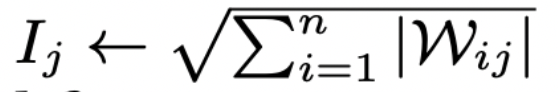 I_j ← √(∑_{i=1}^{n} |𝒲_{ij}|)